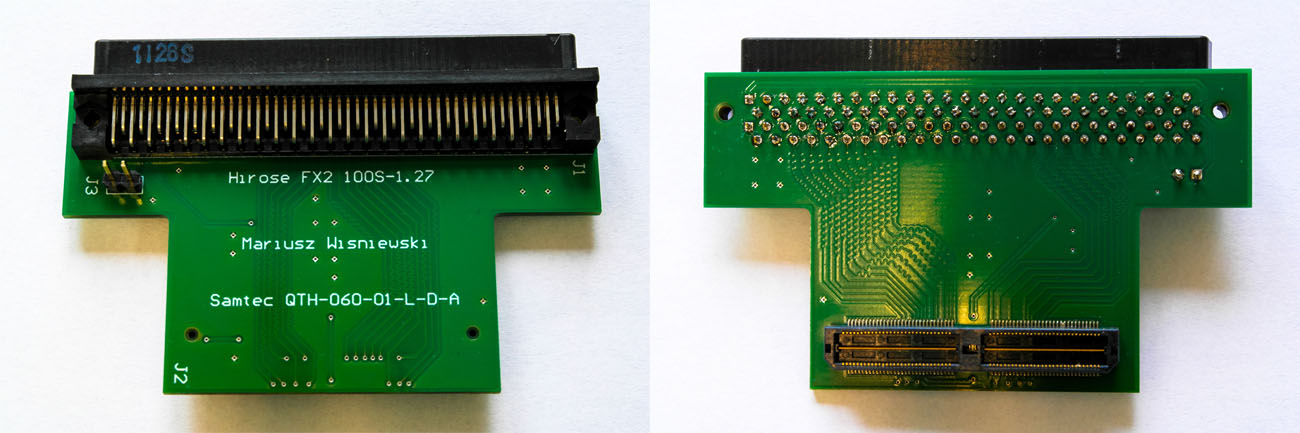 1126S
J1
Hirose FX2 100S-1.27
J3
Mariusz Wisniewski
Samtec QTH-060-01-L-D-A
J2